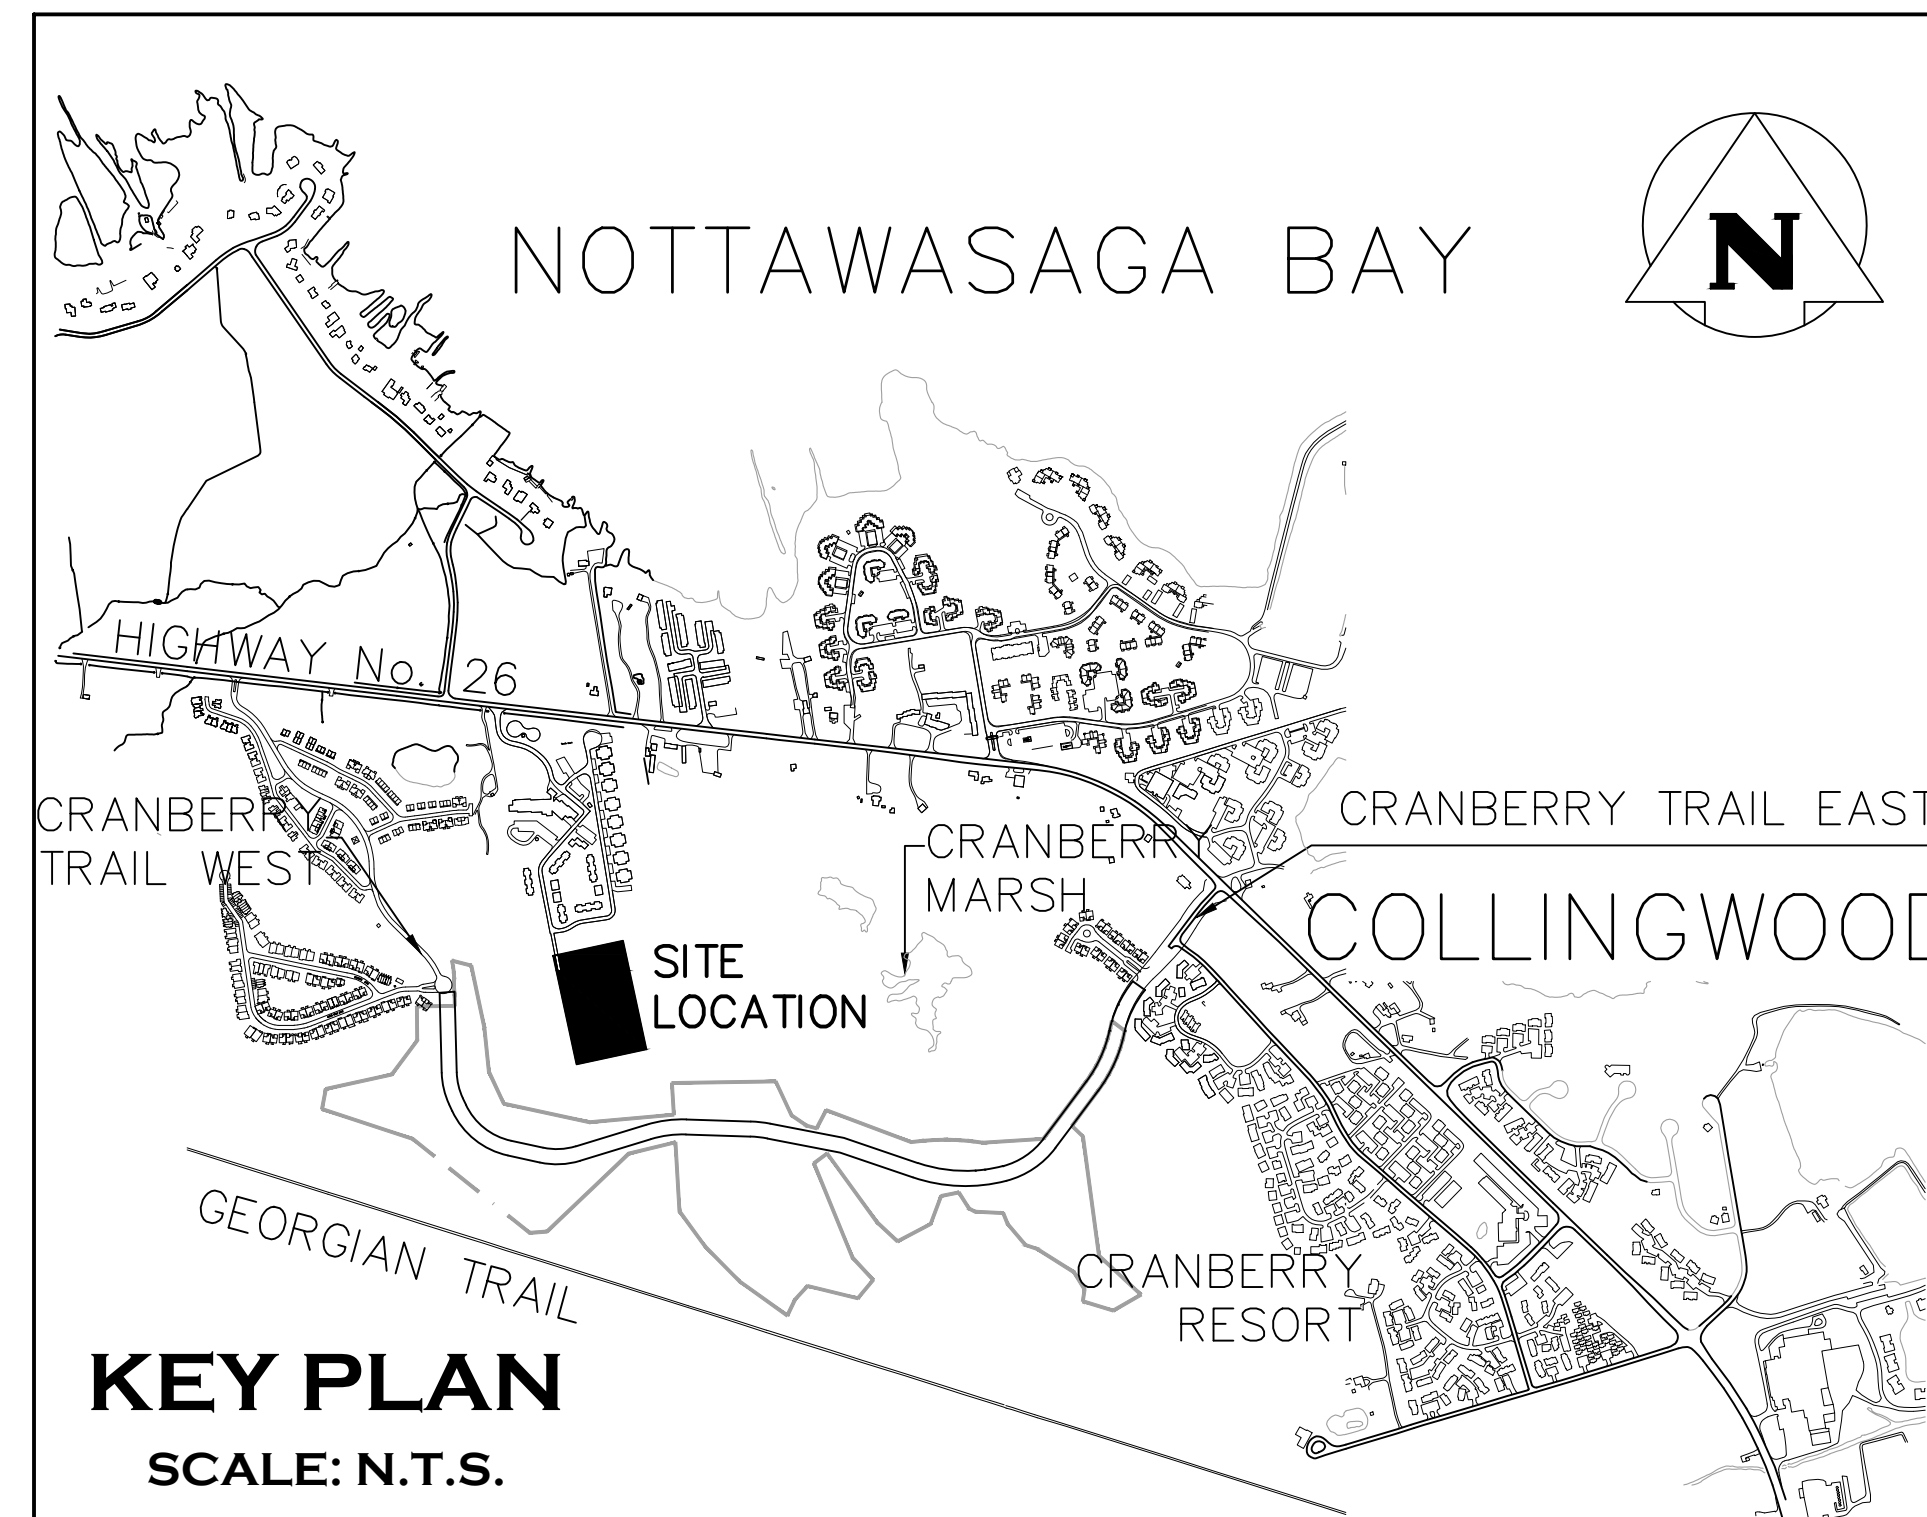 NOTTAWASAGA BAY
N
HIGHWAY No. 26
CRANBERRY
TRAIL WEST
CRANBERRY
MARSH
CRANBERRY TRAIL EAST
COLLINGWOOD
SITE
LOCATION
GEORGIAN TRAIL
CRANBERRY
RESORT
KEY PLAN
SCALE: N.T.S.